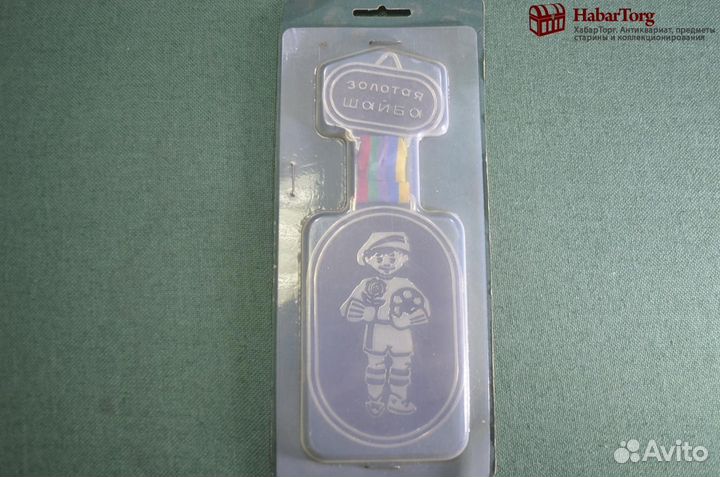 HabarTorg
ХабарТорг. Антиквариат, предметы
старины и коллекционирования
золотая
шайба
Avito